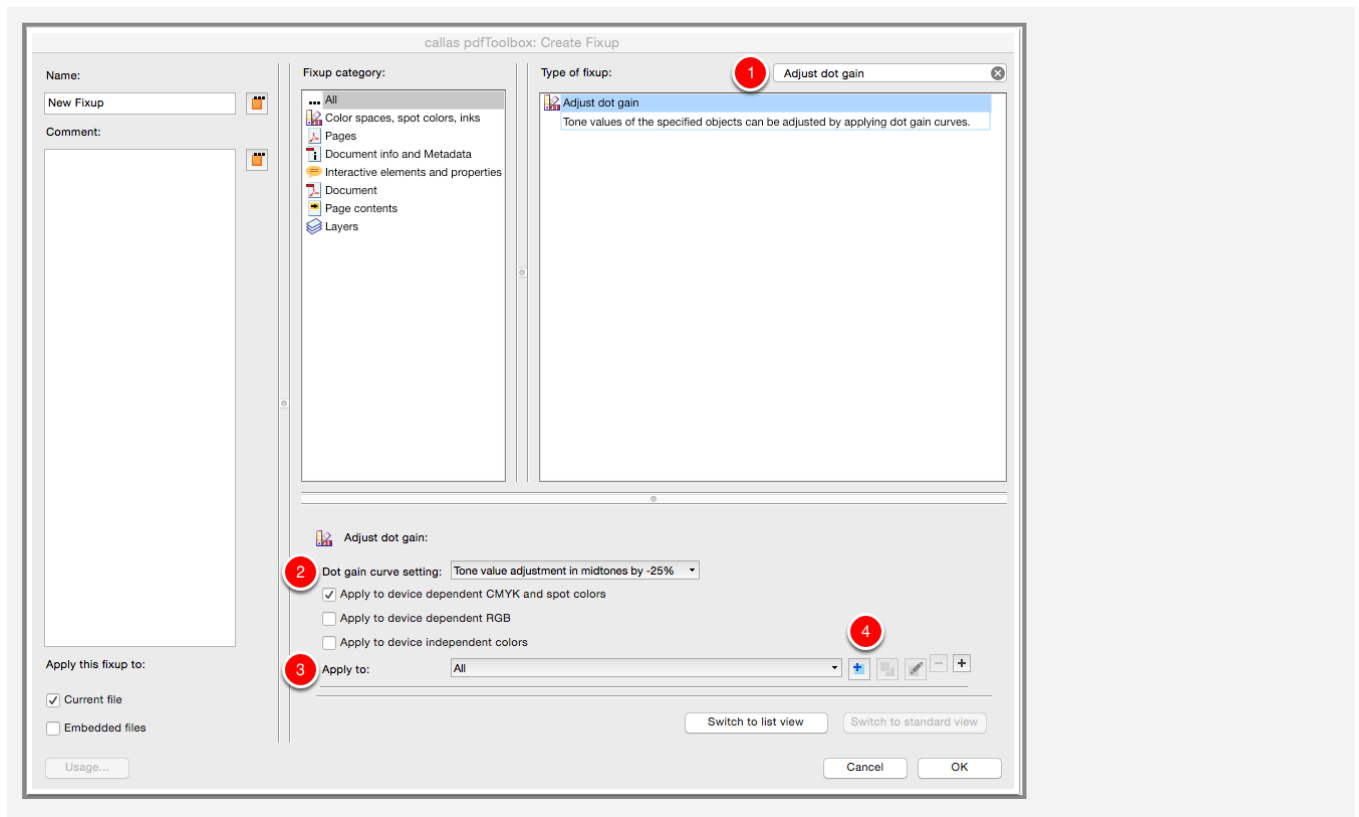 callas pdfToolbox: Create Fixup
Name:
New Fixup
Comment:
Apply this fixup to:
Current file
Embedded files
Usage...
Fixup category:
All
Color spaces, spot colors, inks
Pages
Document info and Metadata
Interactive elements and properties
Document
Page contents
Layers
Type of fixup:
1
Adjust dot gain
Adjust dot gain
Tone values of the specified objects can be adjusted by applying dot gain curves.
Adjust dot gain:
2
Dot gain curve setting: Tone value adjustment in midtones by -25%
Apply to device dependent CMYK and spot colors
Apply to device dependent RGB
Apply to device independent colors
4
3
Apply to: All
Switch to list view
Switch to standard view
Cancel
OK